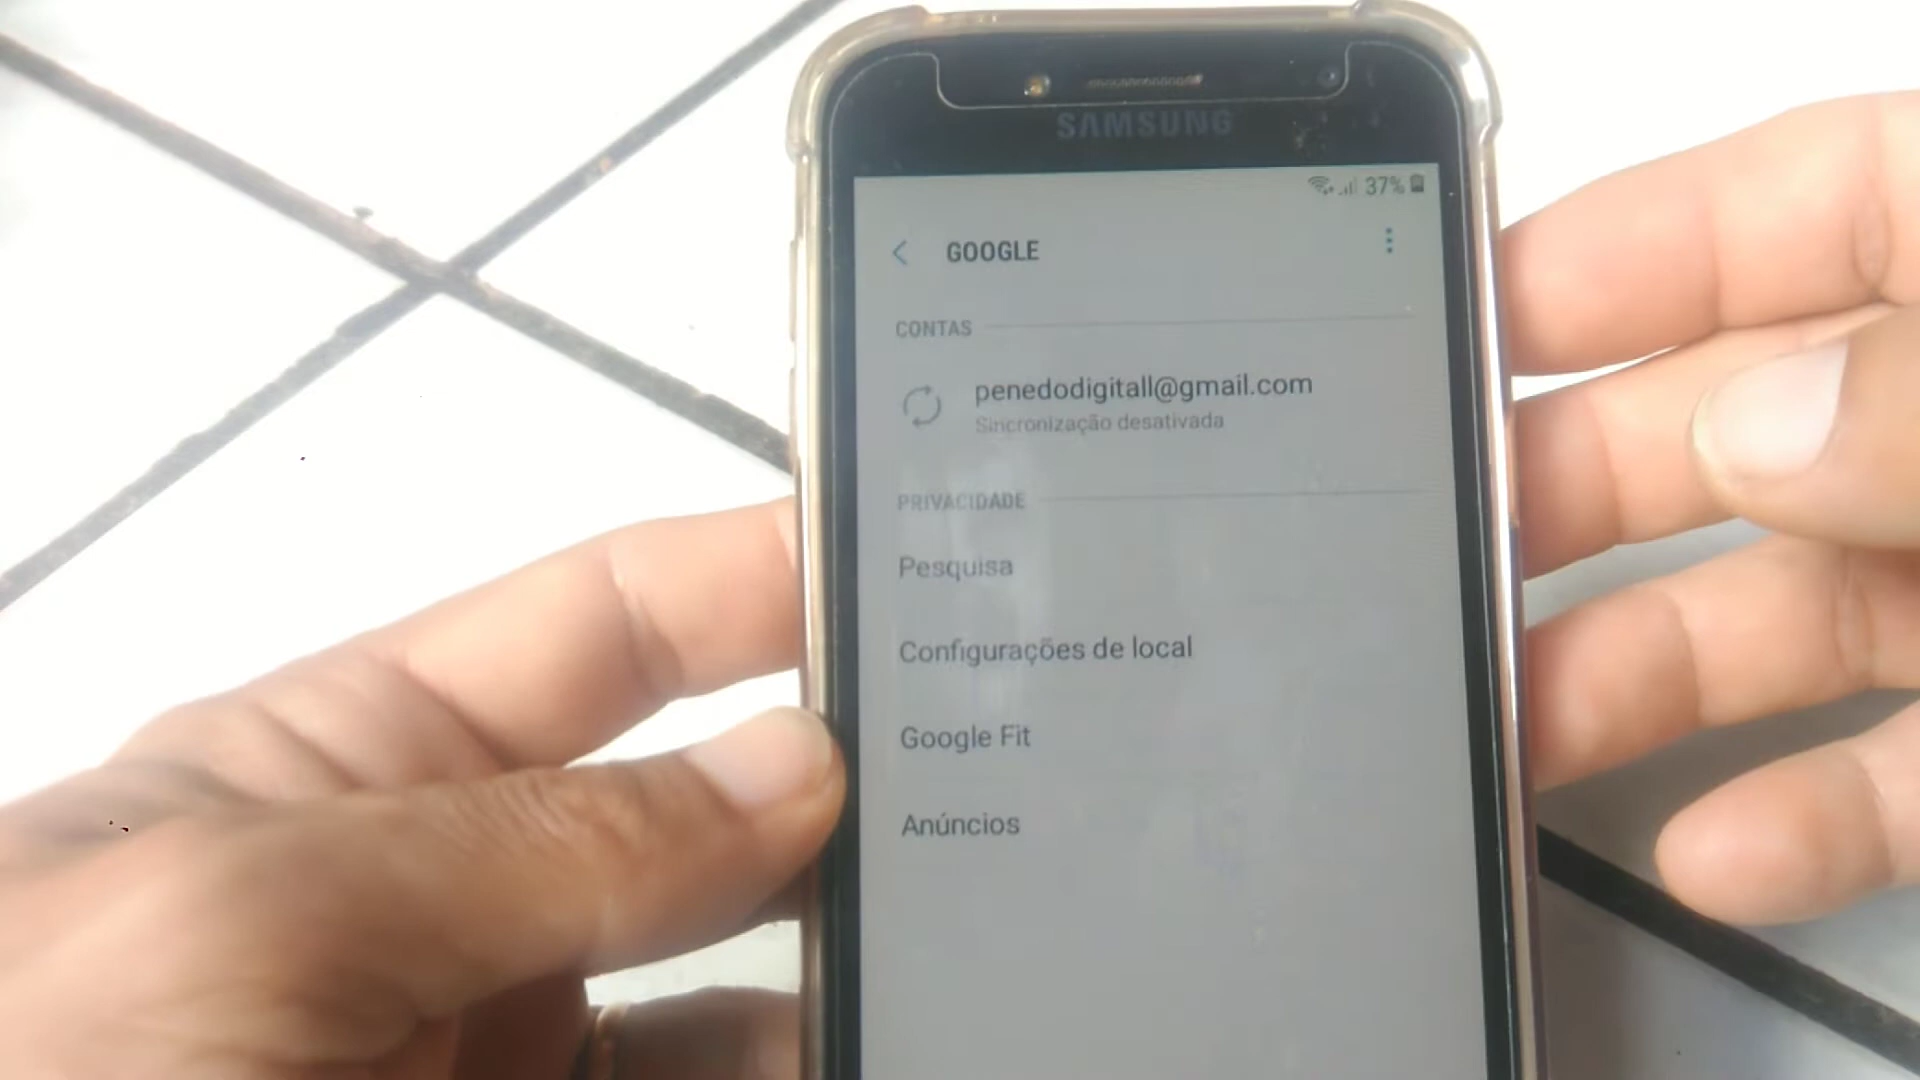 SAMSUNG
37%
GOOGLE
CONTAS
penedodigitall@gmail.com
Sincronização desativada
PRIVACIDADE
Pesquisa
Configurações de local
Google Fit
Anúncios